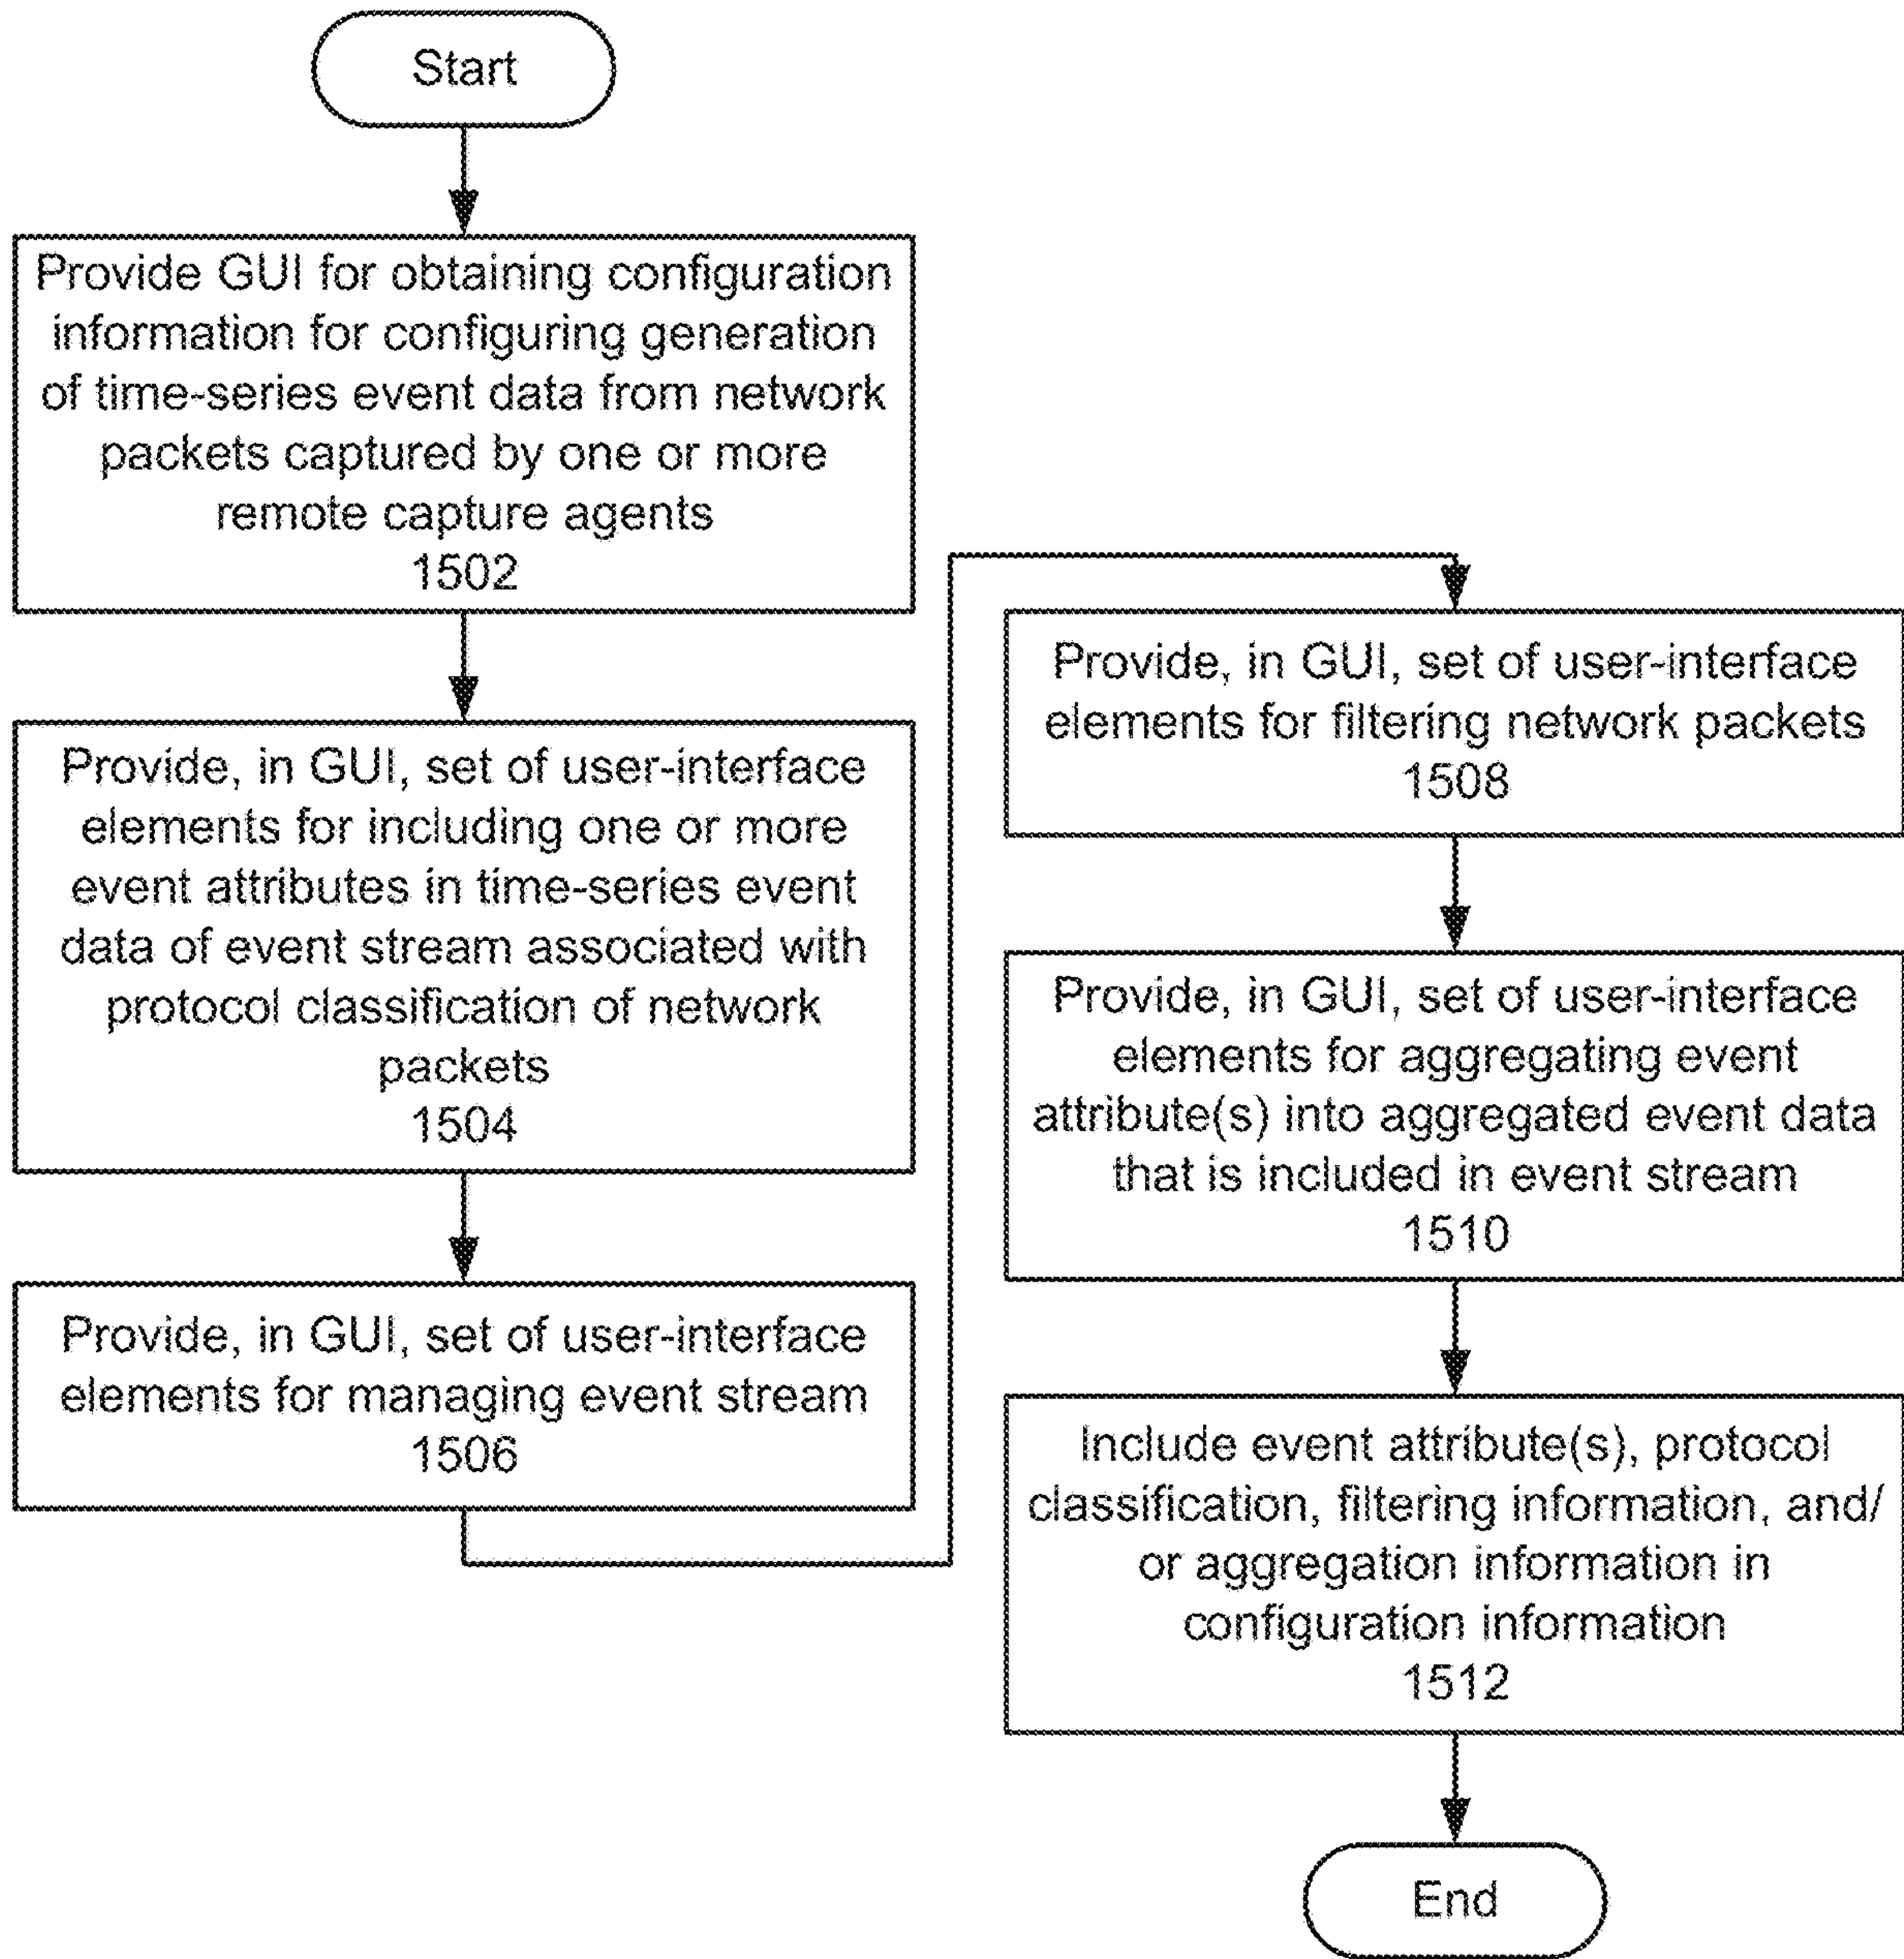 Start
Provide GUI for obtaining configuration
information for configuring generation
of time-series event data from network
packets captured by one or more
remote capture agents
1502
Provide, in GUI, set of user-interface
elements for including one or more
event attributes in time-series event
data of event stream associated with
protocol classification of network
packets
1504
Provide, in GUI, set of user-interface
elements for managing event stream
1506
Provide, in GUI, set of user-interface
elements for filtering network packets
1508
Provide, in GUI, set of user-interface
elements for aggregating event
attribute(s) into aggregated event data
that is included in event stream
1510
Include event attribute(s), protocol
classification, filtering information, and/
or aggregation information in
configuration information
1512
End